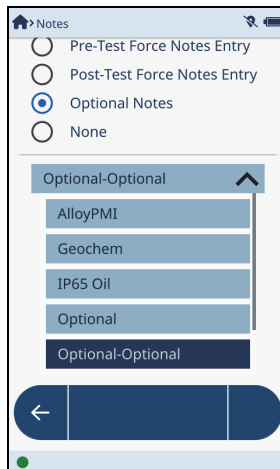 Notes
Pre-Test Force Notes Entry
Post-Test Force Notes Entry
Optional Notes
None
Optional-Optional
AlloyPMI
Geochem
IP65 Oil
Optional
Optional-Optional